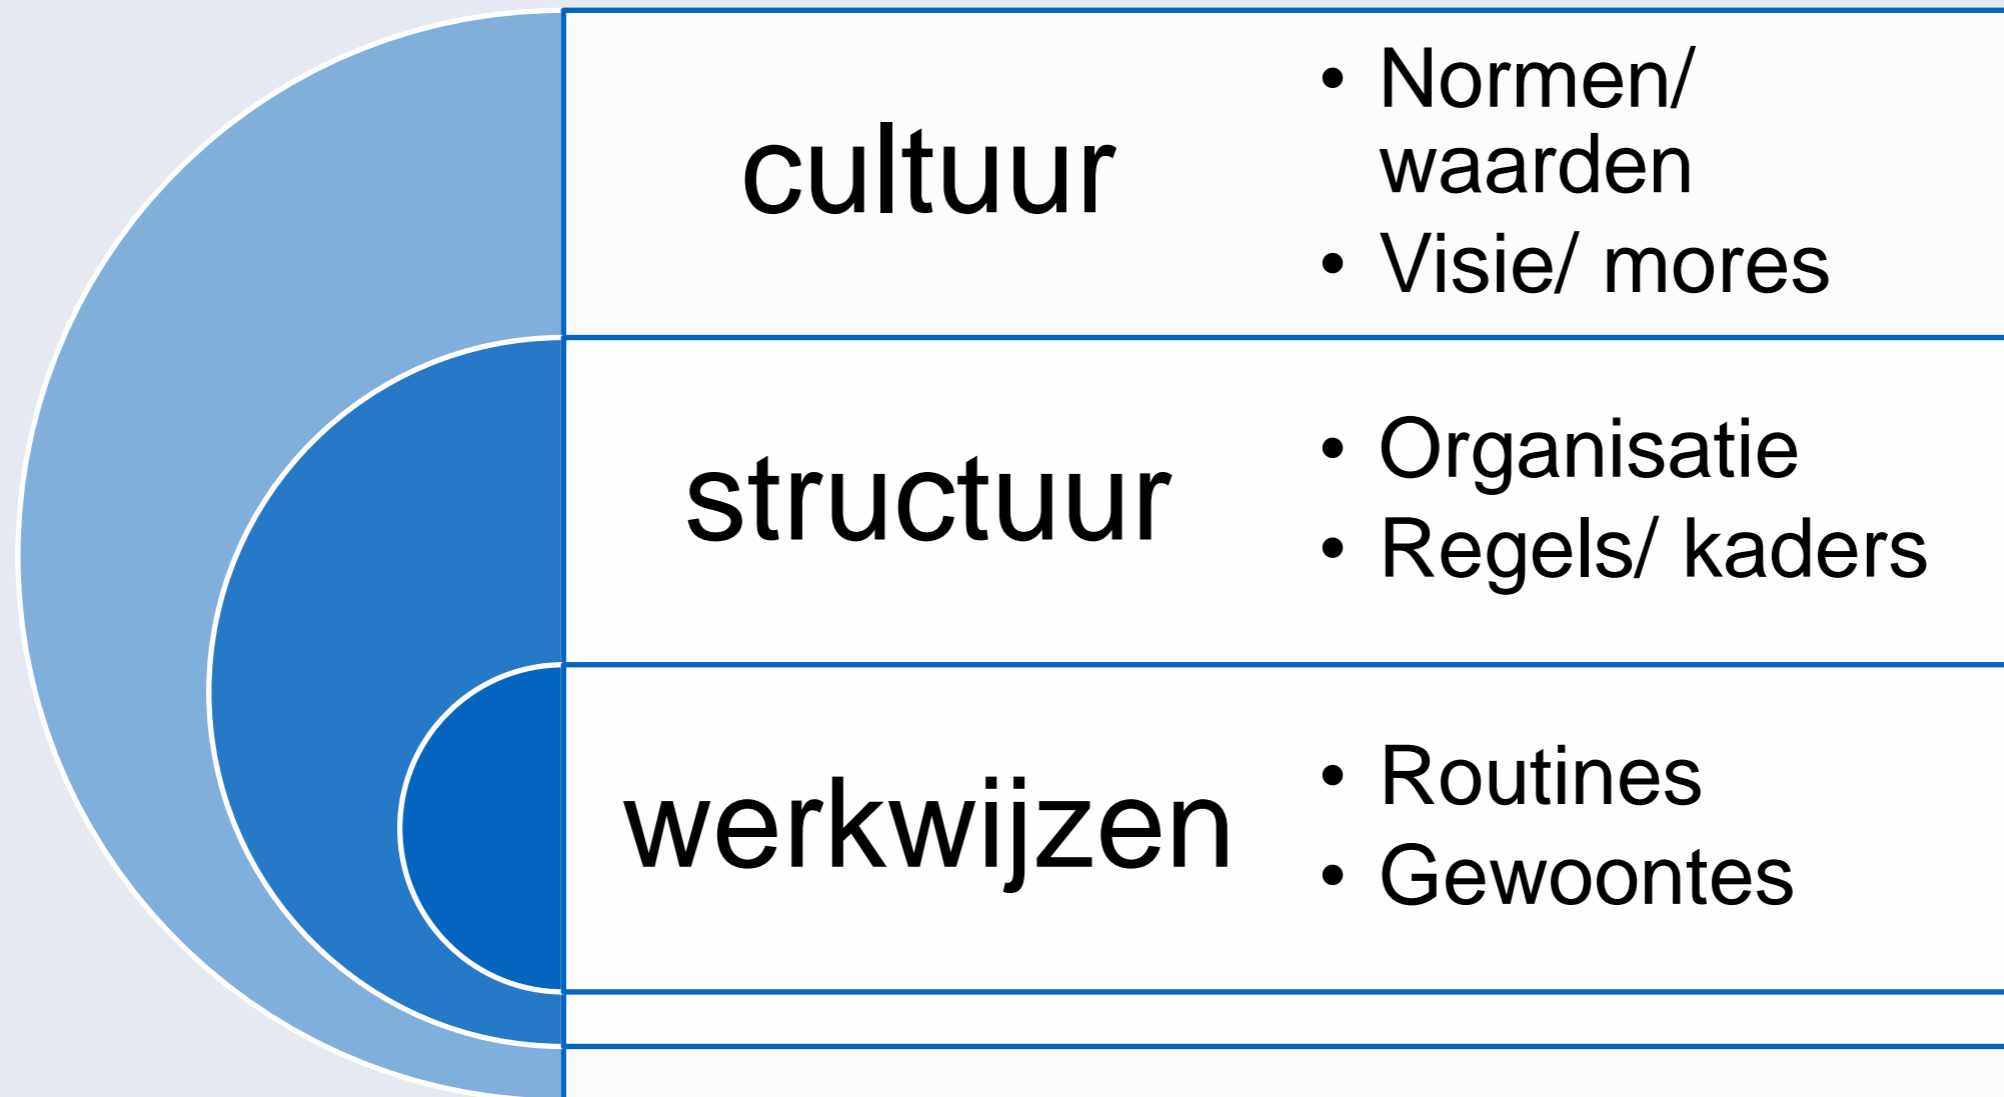 cultuur
• Normen/
waarden
• Visie/ mores
structuur
• Organisatie
• Regels/ kaders
werkwijzen
• Routines
• Gewoontes